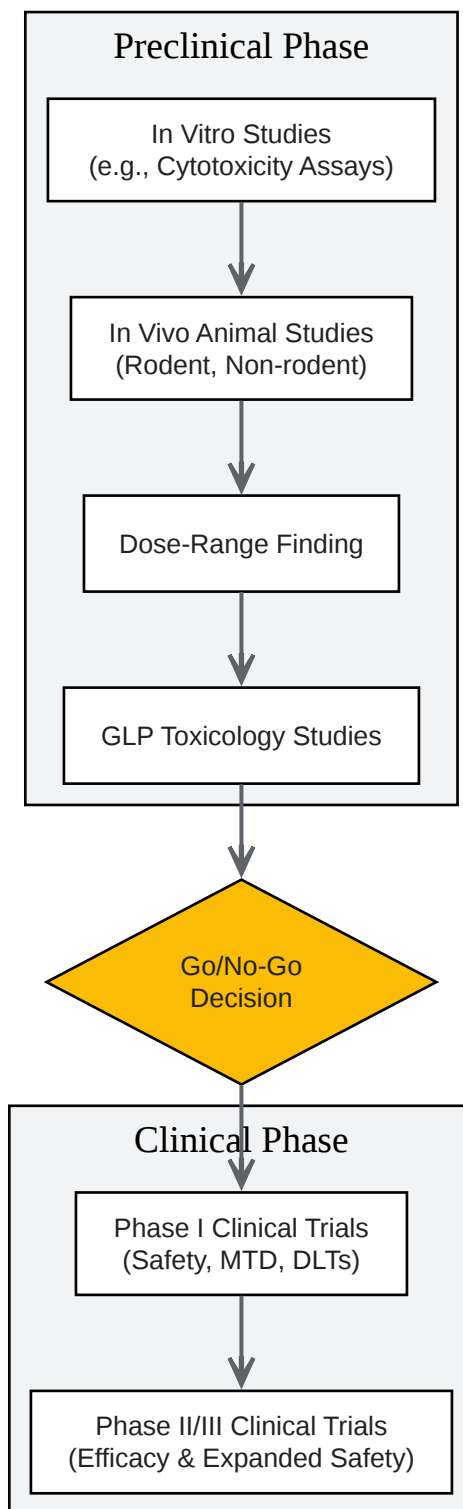 Preclinical Phase
In Vitro Studies
(e.g., Cytotoxicity Assays)
In Vivo Animal Studies
(Rodent, Non-rodent)
Dose-Range Finding
GLP Toxicology Studies
Go/No-Go
Decision
Clinical Phase
Phase I Clinical Trials
(Safety, MTD, DLTs)
Phase II/III Clinical Trials
(Efficacy & Expanded Safety)